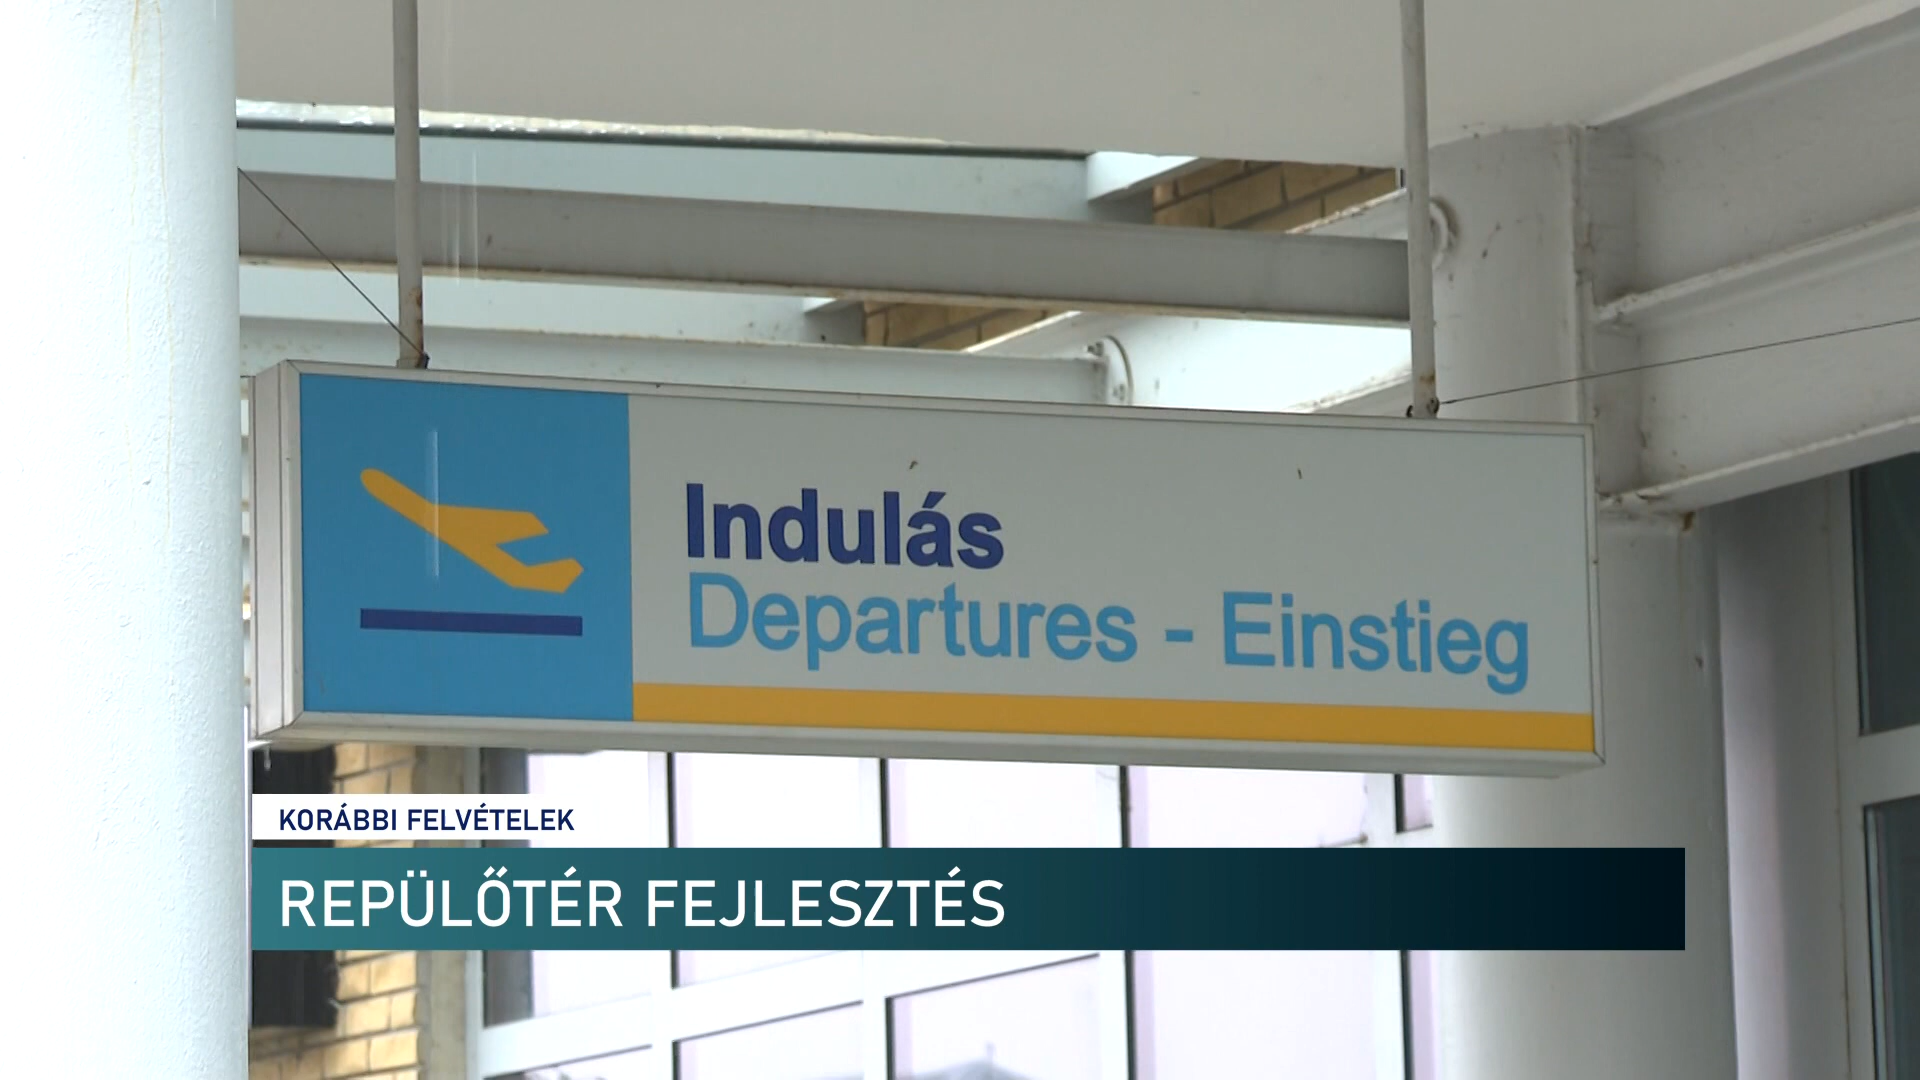 Indulás
Departures - Einstieg
KORÁBBI FELVÉTELEK
REPÜLŐTÉR FEJLESZTÉS